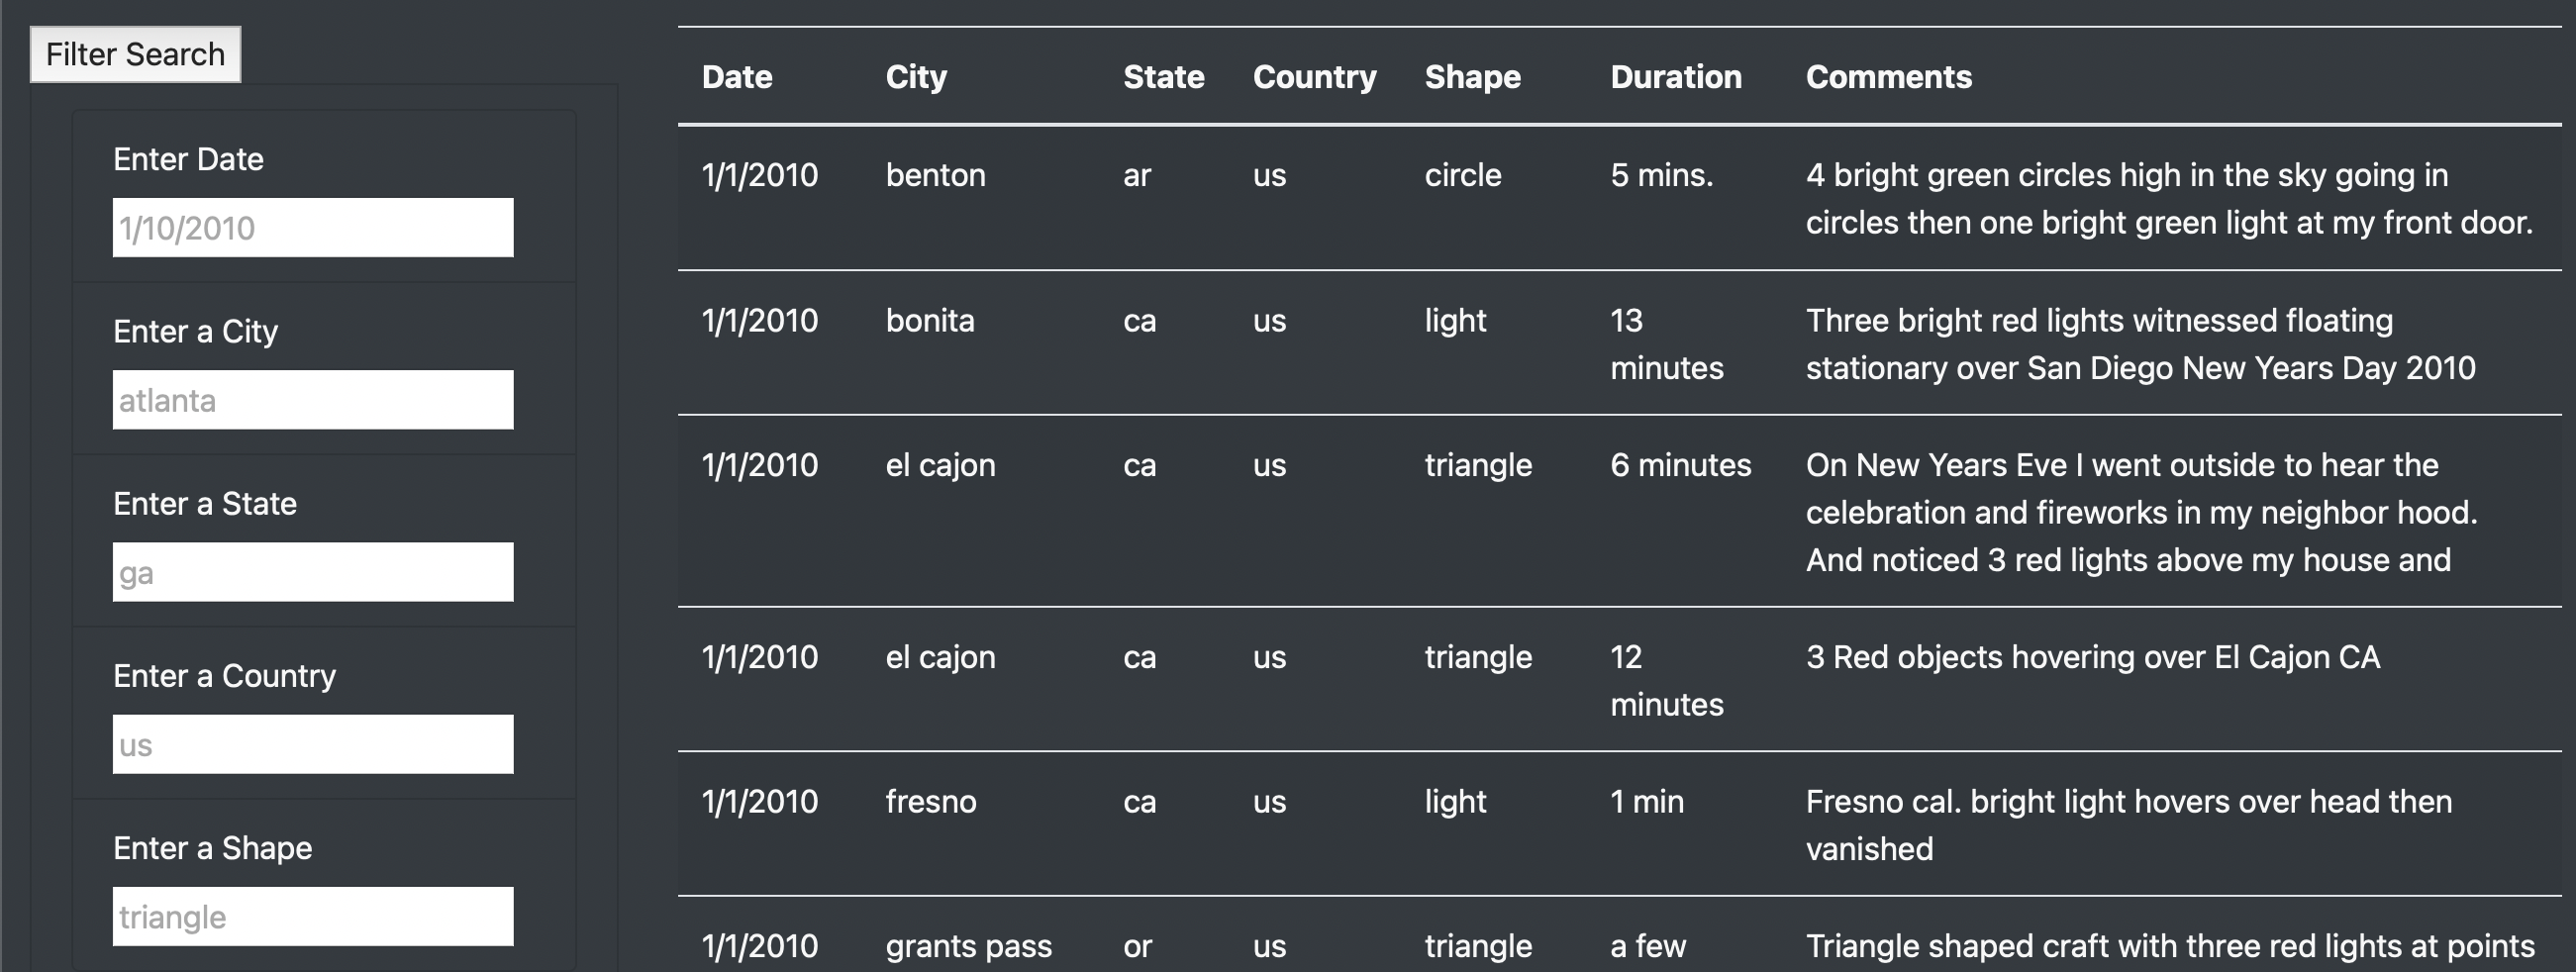 Filter Search
Enter Date
1/10/2010
Enter a City
atlanta
Enter a State
ga
Enter a Country
us
Enter a Shape
triangle
Date City State Country Shape Duration Comments
1/1/2010 benton ar us circle 5 mins. 4 bright green circles high in the sky going in
circles then one bright green light at my front door.
1/1/2010 bonita ca us light 13 Three bright red lights witnessed floating
minutes stationary over San Diego New Years Day 2010
1/1/2010 el cajon ca us triangle 6 minutes On New Years Eve I went outside to hear the
celebration and fireworks in my neighbor hood.
And noticed 3 red lights above my house and
1/1/2010 el cajon ca us triangle 12 3 Red objects hovering over El Cajon CA
minutes
1/1/2010 fresno ca us light 1 min Fresno cal. bright light hovers over head then
vanished
1/1/2010 grants pass or us triangle a few Triangle shaped craft with three red lights at points